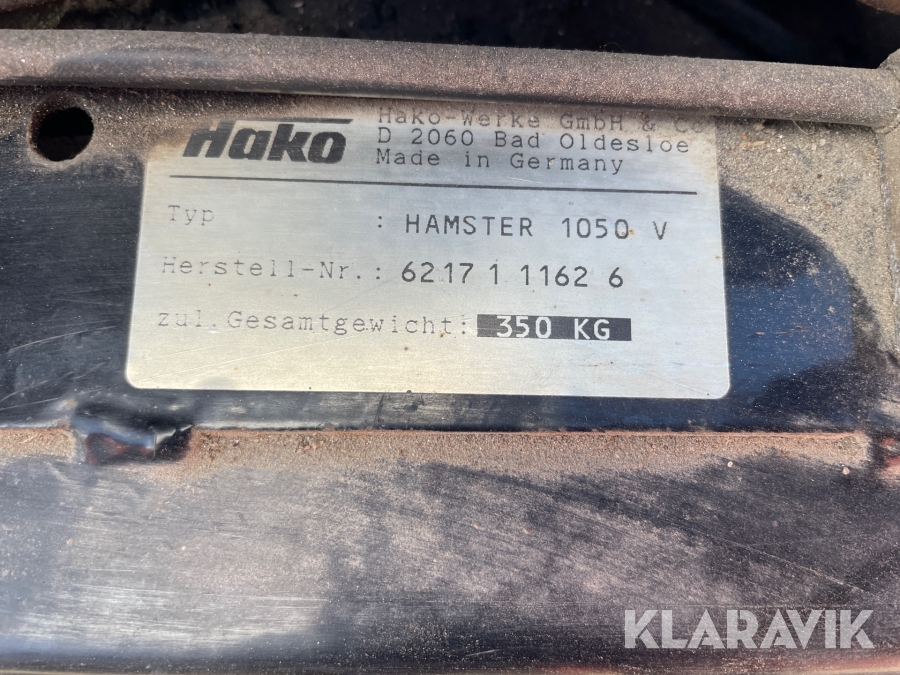 Hako
Hako-Werke GmbH & Co
D 2060 Bad Oldesloe
Made in Germany
Typ : HAMSTER 1050 V
Herstell-Nr.: 6217 1 1162 6
zul. Gesamtgewicht: 350 KG
KLARAVIK